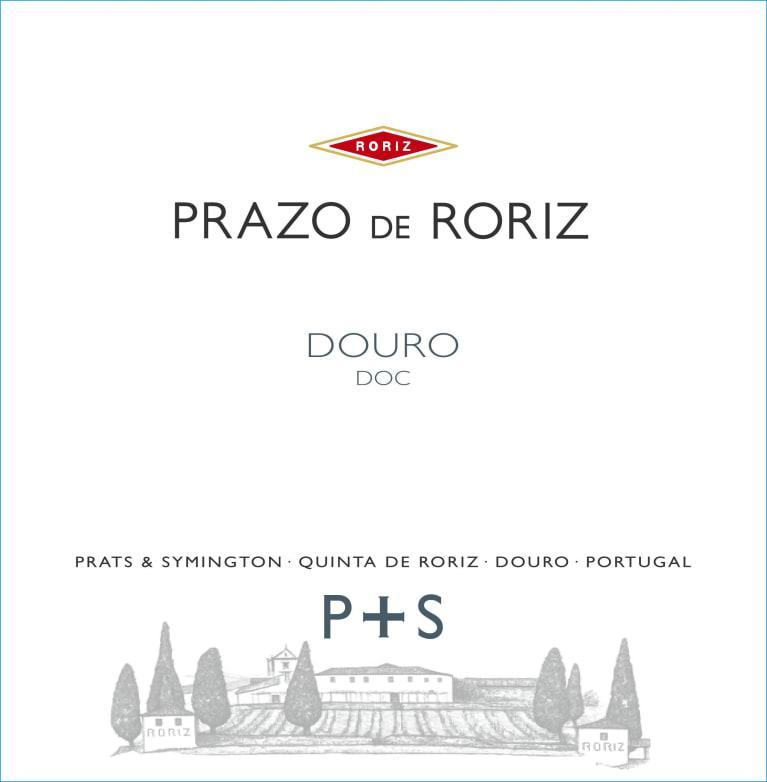 RORIZ
PRAZO DE RORIZ
DOURO
DOC
PRATS & SYMINGTON · QUINTA DE RORIZ · DOURO · PORTUGAL
P+S
RORIZ
RORIZ